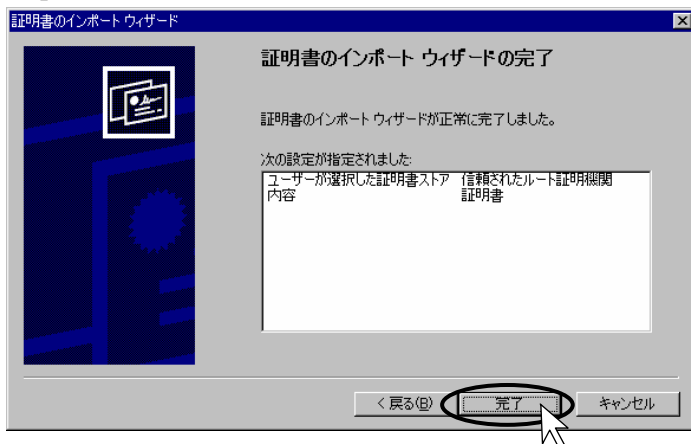 証明書のインポート ウィザード
証明書のインポート ウィザードの完了
証明書のインポート ウィザードが正常に完了しました。
次の設定が指定されました:
ユーザーが選択した証明書ストア 信頼されたルート証明機関
内容 証明書
< 戻る(B) 完了 キャンセル